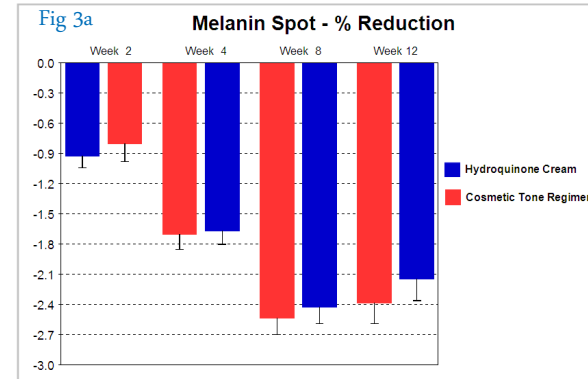 Fig 3a
Melanin Spot - % Reduction
Week 2 Week 4 Week 8 Week 12
0.0
-0.3
-0.6
-0.9
-1.2
-1.5
-1.8
-2.1
-2.4
-2.7
-3.0
Hydroquinone Cream
Cosmetic Tone Regimen